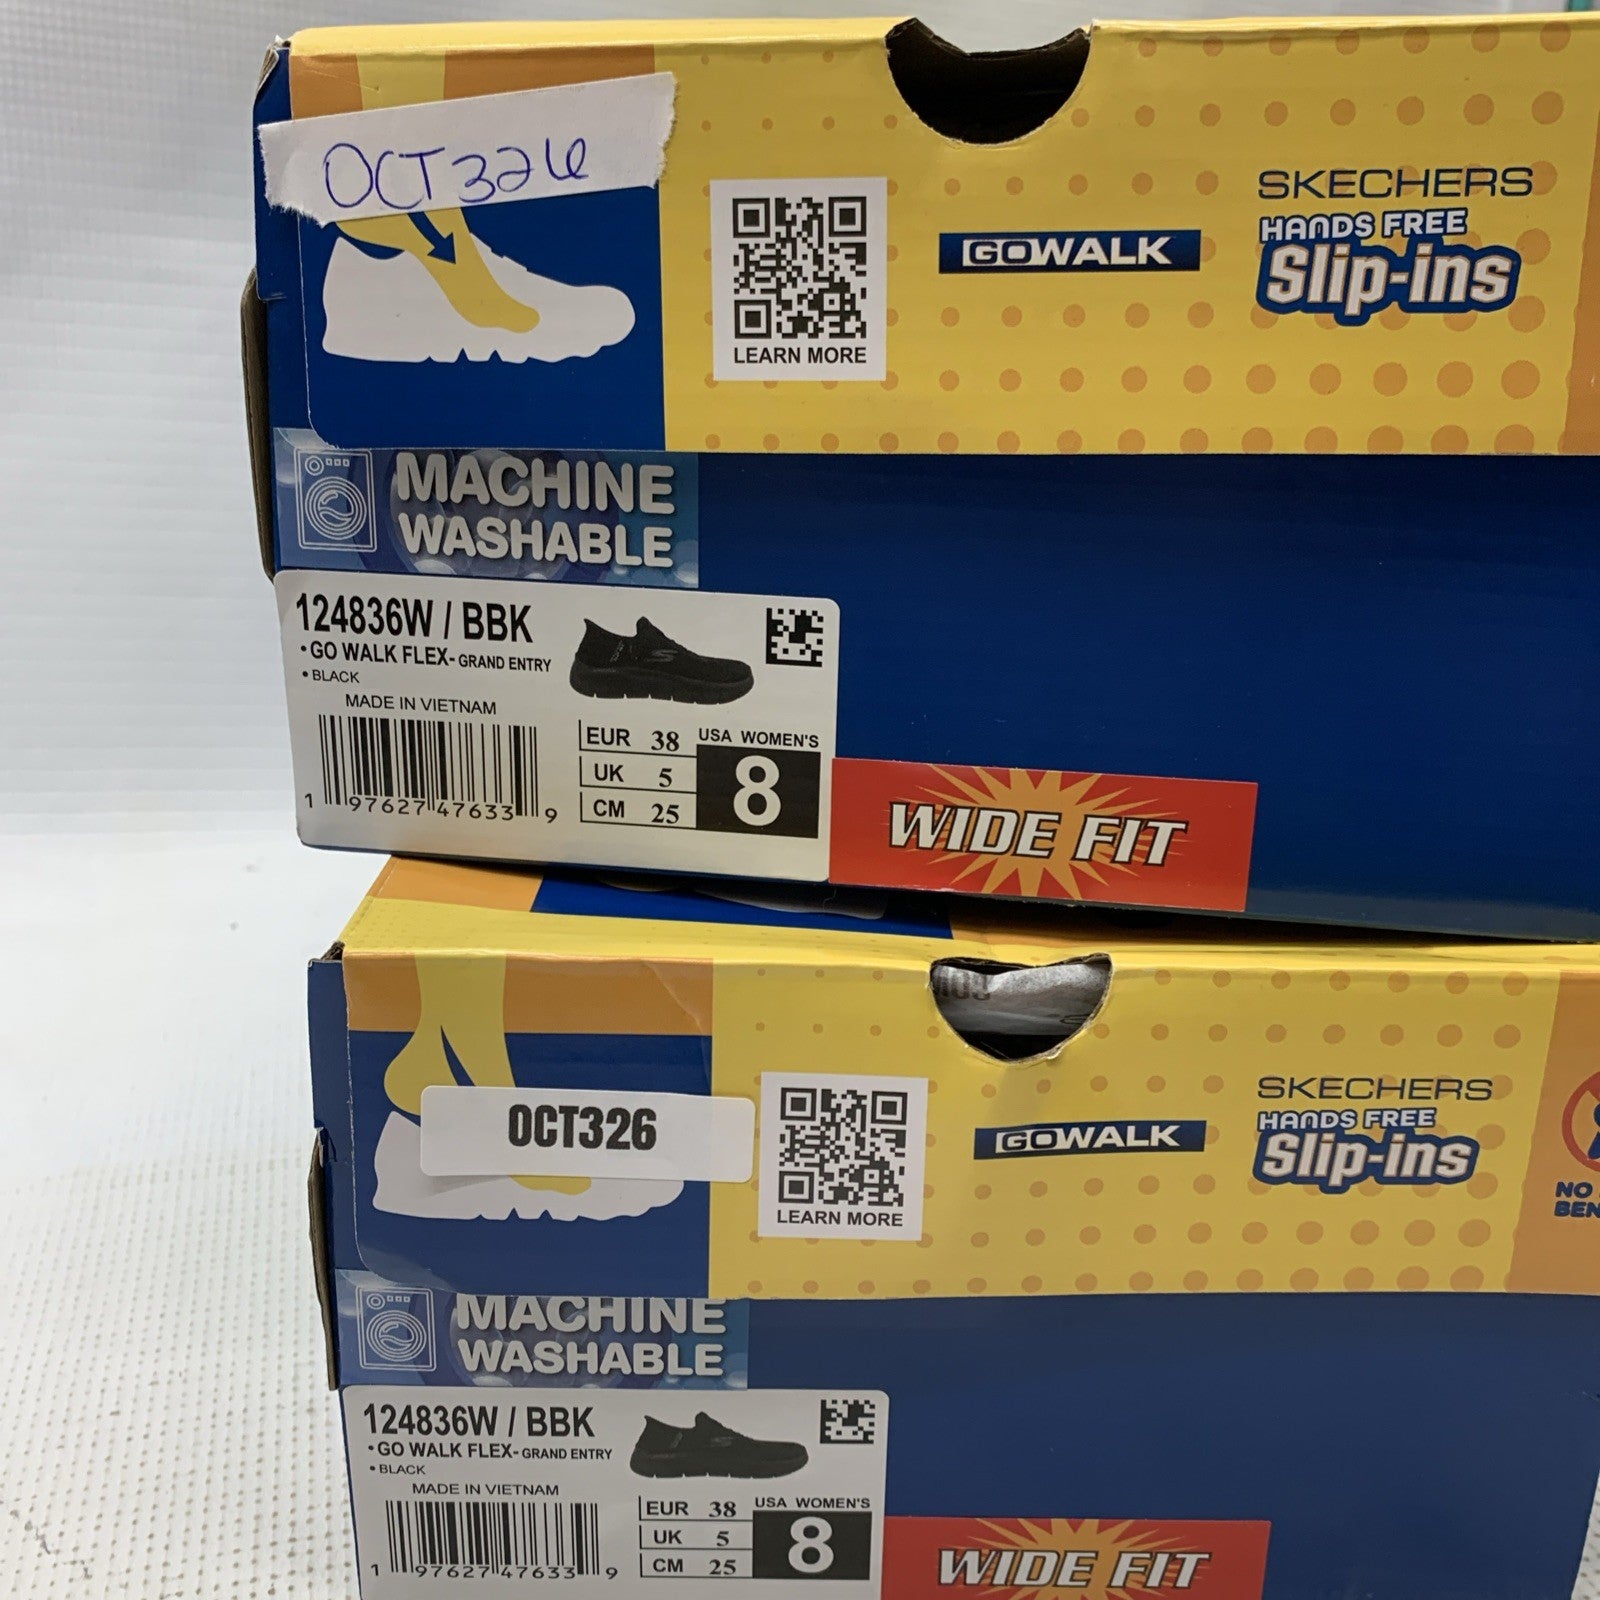 OCT326
LEARN MORE
GOWALK
SKECHERS
HANDS FREE
Slip-ins
MACHINE
WASHABLE
124836W / BBK
•GO WALK FLEX-GRAND ENTRY
•BLACK
MADE IN VIETNAM
1 97627 47633 9
EUR 38
UK 5
CM 25
USA WOMEN'S
8
WIDE FIT
OCT326
LEARN MORE
GOWALK
SKECHERS
HANDS FREE
Slip-ins
NO
MACHINE
WASHABLE
124836W / BBK
•GO WALK FLEX-GRAND ENTRY
•BLACK
MADE IN VIETNAM
1 97627 47633 9
EUR 38
UK 5
CM 25
USA WOMEN'S
8
WIDE FIT